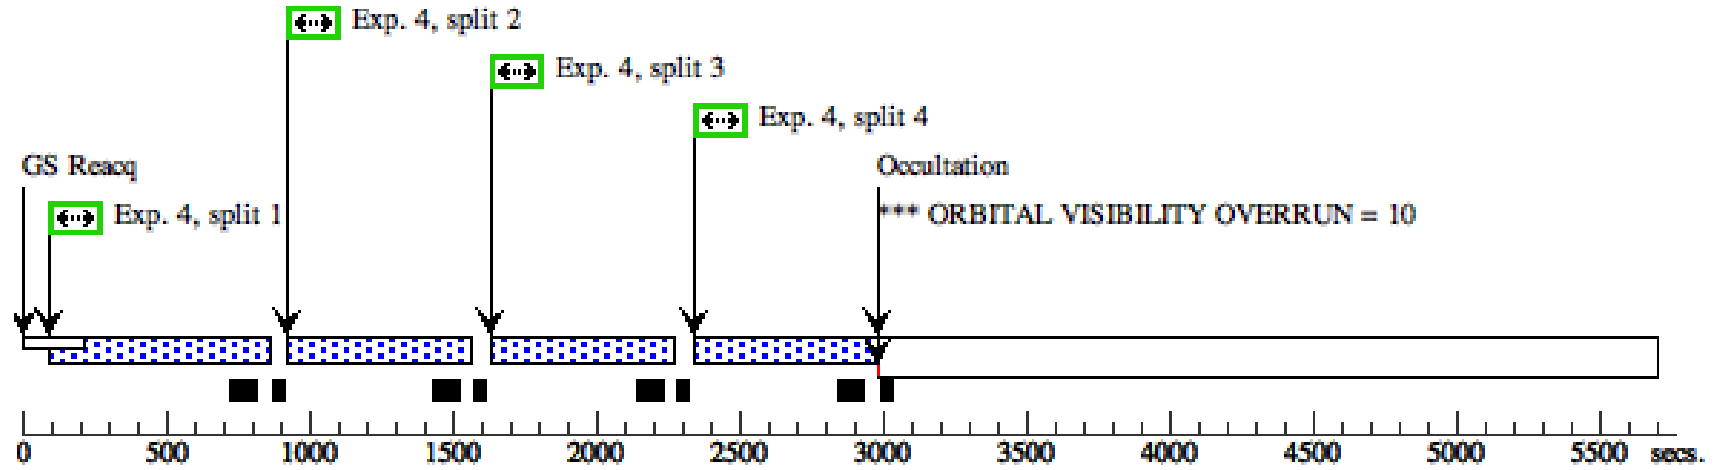 Exp. 4, split 2
Exp. 4, split 3
Exp. 4, split 4
GS Reacq
Occultation
Exp. 4, split 1
*** ORBITAL VISIBILITY OVERRUN = 10
0 500 1000 1500 2000 2500 3000 3500 4000 4500 5000 5500 secs.